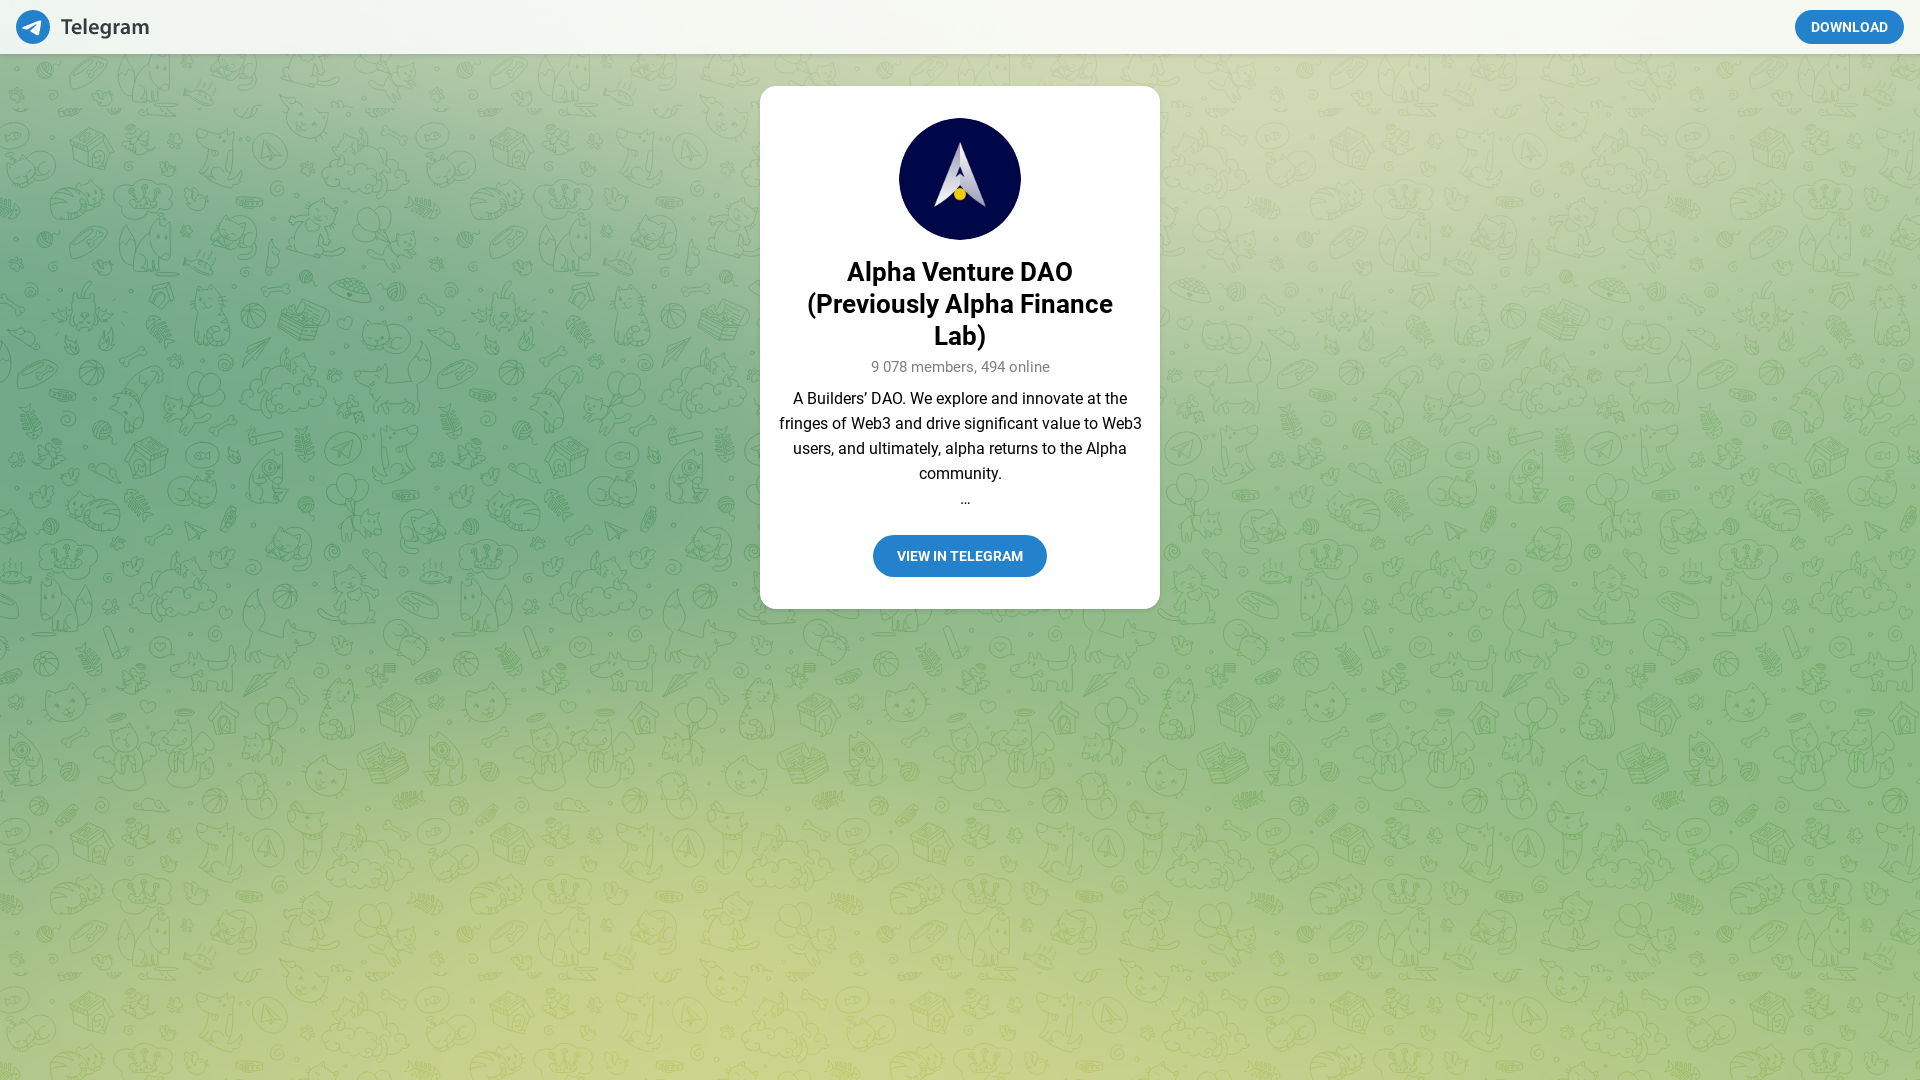 Telegram
DOWNLOAD
Alpha Venture DAO
(Previously Alpha Finance
Lab)
9 078 members, 494 online
A Builders’ DAO. We explore and innovate at the
fringes of Web3 and drive significant value to Web3
users, and ultimately, alpha returns to the Alpha
community.
…
VIEW IN TELEGRAM